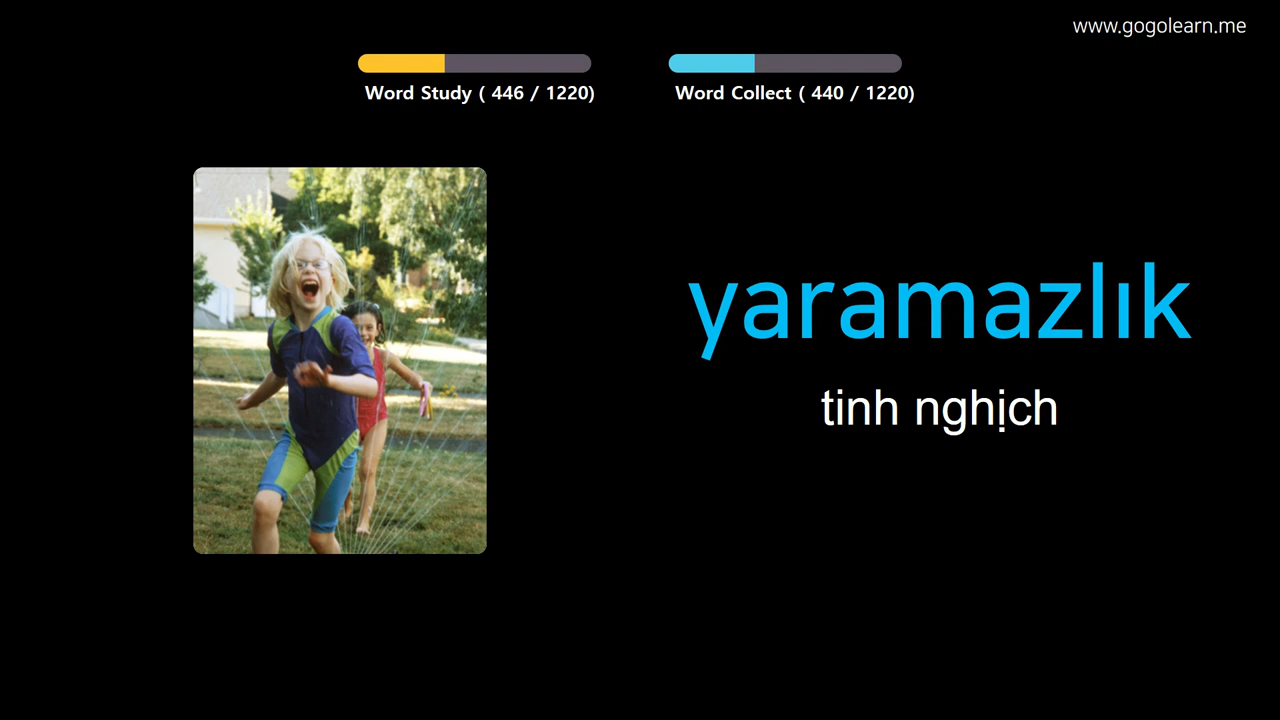 www.gogolearn.me
Word Study ( 446 / 1220)
Word Collect ( 440 / 1220)
yaramazlık
tinh nghịch